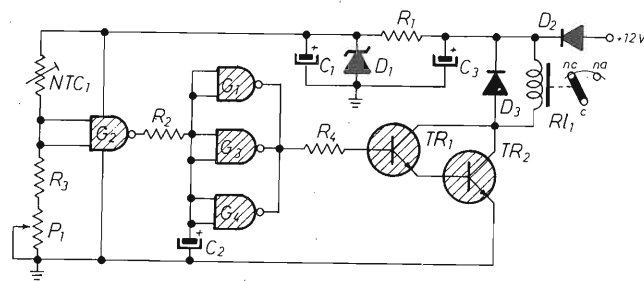 R1
D2
+12 V
C1
+
D1
C3
+
NTC1
nc
na
G1
D3
Rl1
c
G2
R2
G3
R4
TR1
TR2
R3
G4
P1
C2
+